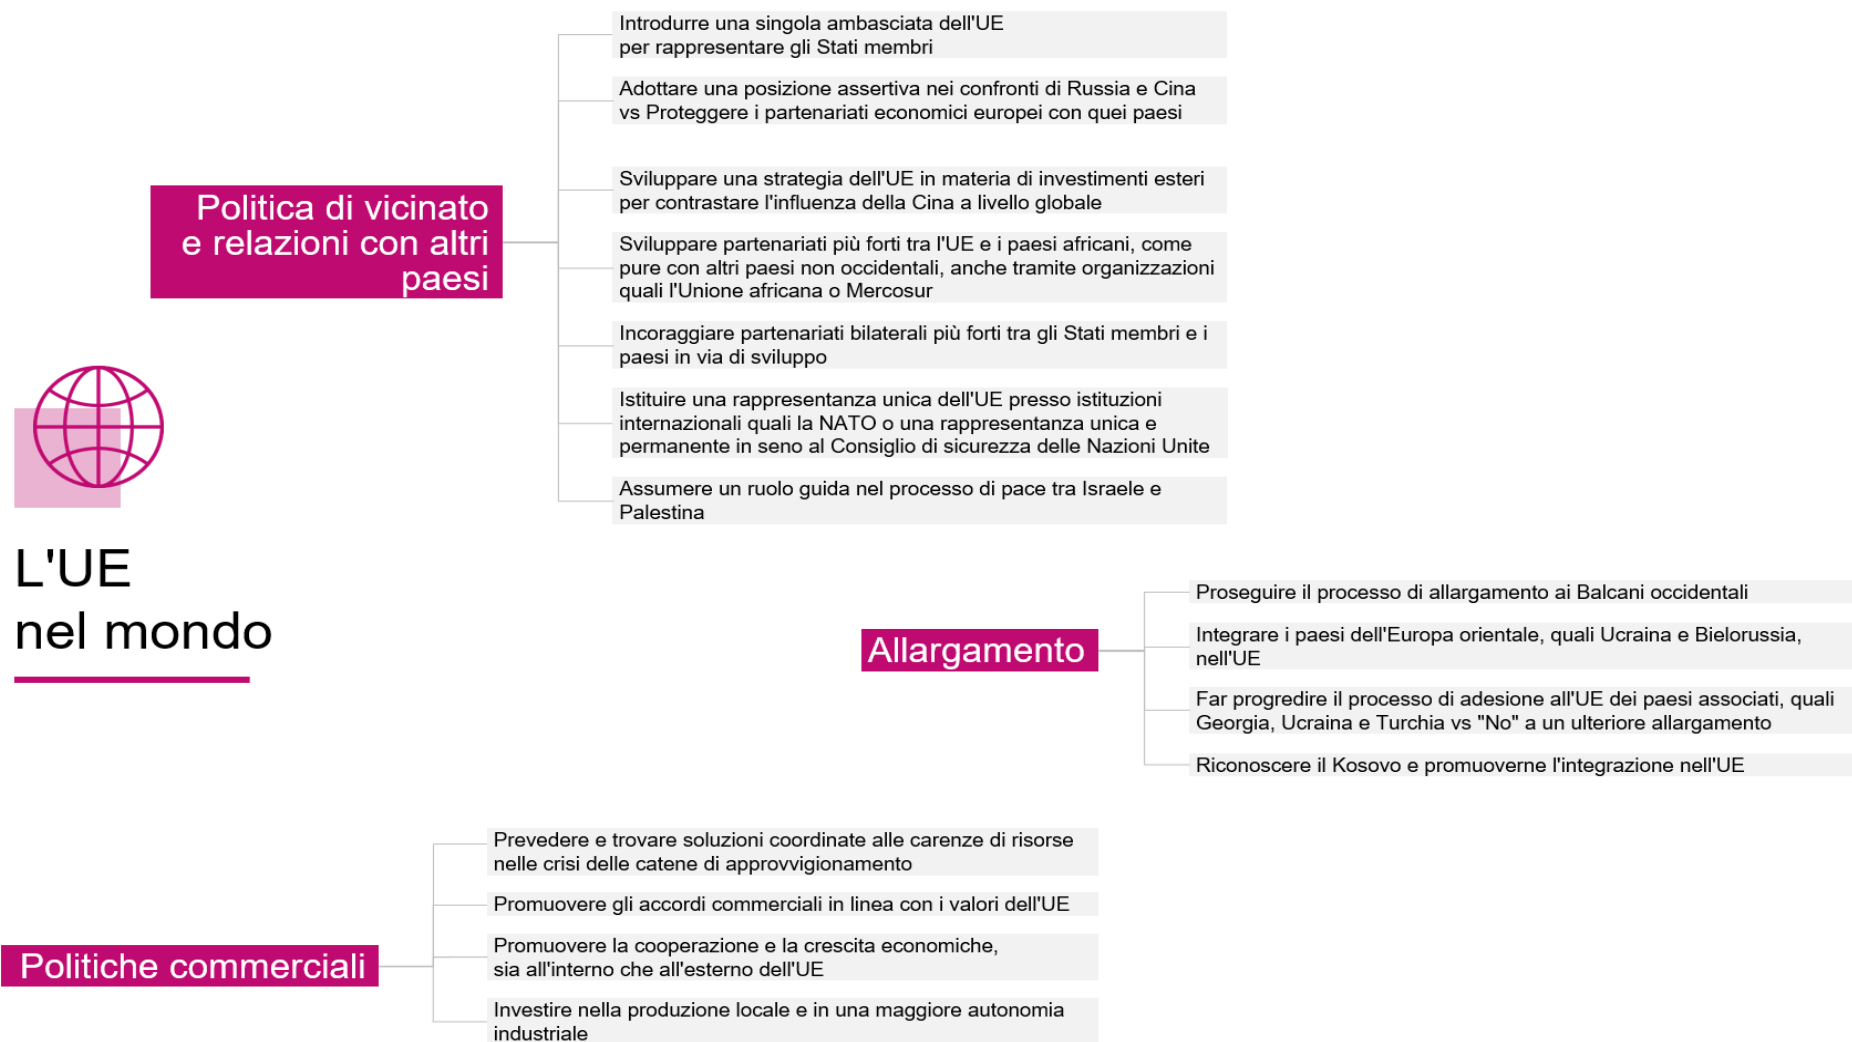 Introdurre una singola ambasciata dell'UE
per rappresentare gli Stati membri
Adottare una posizione assertiva nei confronti di Russia e Cina
vs Proteggere i partenariati economici europei con quei paesi
Politica di vicinato
e relazioni con altri
paesi
Sviluppare una strategia dell'UE in materia di investimenti esteri
per contrastare l'influenza della Cina a livello globale
Sviluppare partenariati più forti tra l'UE e i paesi africani, come
pure con altri paesi non occidentali, anche tramite organizzazioni
quali l'Unione africana o Mercosur
Incoraggiare partenariati bilaterali più forti tra gli Stati membri e i
paesi in via di sviluppo
Istituire una rappresentanza unica dell'UE presso istituzioni
internazionali quali la NATO o una rappresentanza unica e
permanente in seno al Consiglio di sicurezza delle Nazioni Unite
Assumere un ruolo guida nel processo di pace tra Israele e
Palestina
L'UE
nel mondo
Allargamento
Proseguire il processo di allargamento ai Balcani occidentali
Integrare i paesi dell'Europa orientale, quali Ucraina e Bielorussia,
nell'UE
Far progredire il processo di adesione all'UE dei paesi associati, quali
Georgia, Ucraina e Turchia vs "No" a un ulteriore allargamento
Riconoscere il Kosovo e promuoverne l'integrazione nell'UE
Politiche commerciali
Prevedere e trovare soluzioni coordinate alle carenze di risorse
nelle crisi delle catene di approvvigionamento
Promuovere gli accordi commerciali in linea con i valori dell'UE
Promuovere la cooperazione e la crescita economiche,
sia all'interno che all'esterno dell'UE
Investire nella produzione locale e in una maggiore autonomia
industriale